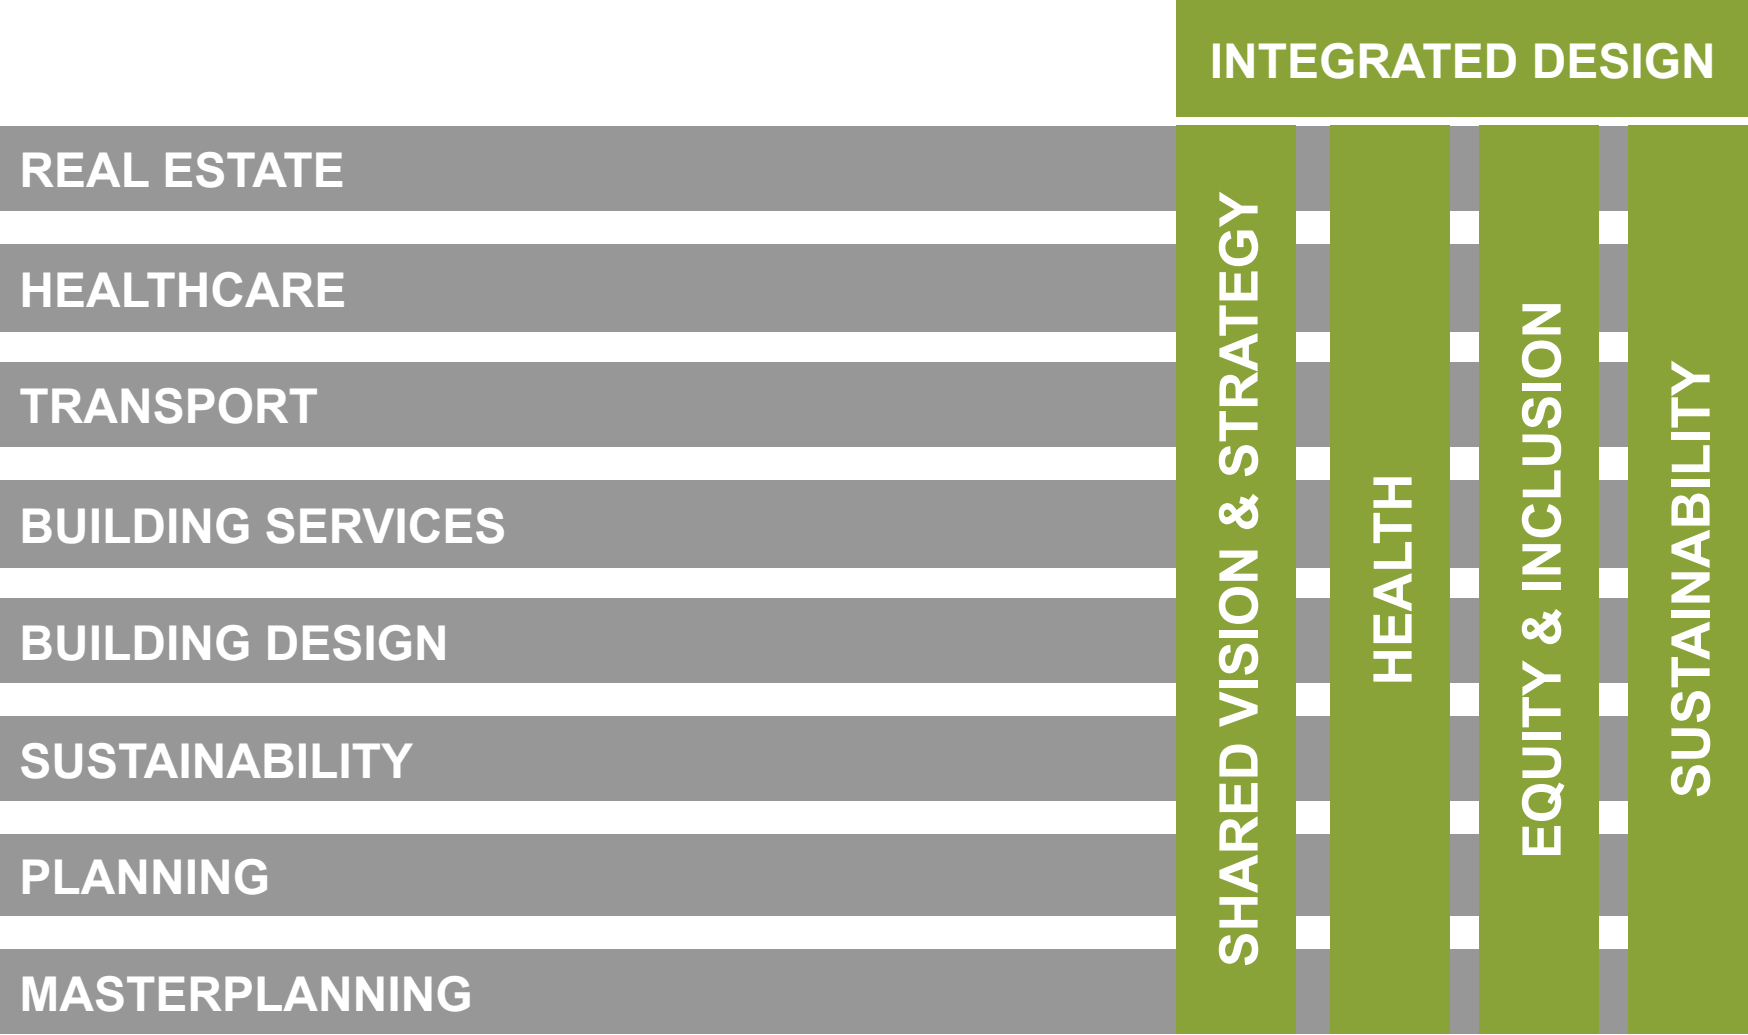 INTEGRATED DESIGN
REAL ESTATE
HEALTHCARE
TRANSPORT
BUILDING SERVICES
BUILDING DESIGN
SUSTAINABILITY
PLANNING
MASTERPLANNING
SHARED VISION & STRATEGY
HEALTH
EQUITY & INCLUSION
SUSTAINABILITY